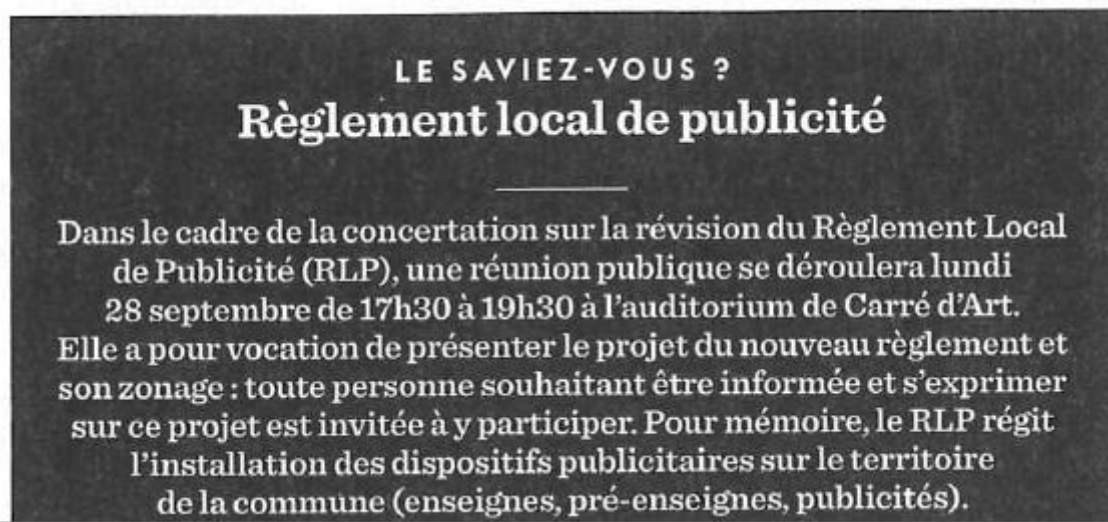 LE SAVIEZ-VOUS ?
Règlement local de publicité
Dans le cadre de la concertation sur la révision du Règlement Local
de Publicité (RLP), une réunion publique se déroulera lundi
28 septembre de 17h30 à 19h30 à l'auditorium de Carré d'Art.
Elle a pour vocation de présenter le projet du nouveau règlement et
son zonage : toute personne souhaitant être informée et s'exprimer
sur ce projet est invitée à y participer. Pour mémoire, le RLP régit
l'installation des dispositifs publicitaires sur le territoire
de la commune (enseignes, pré-enseignes, publicités).